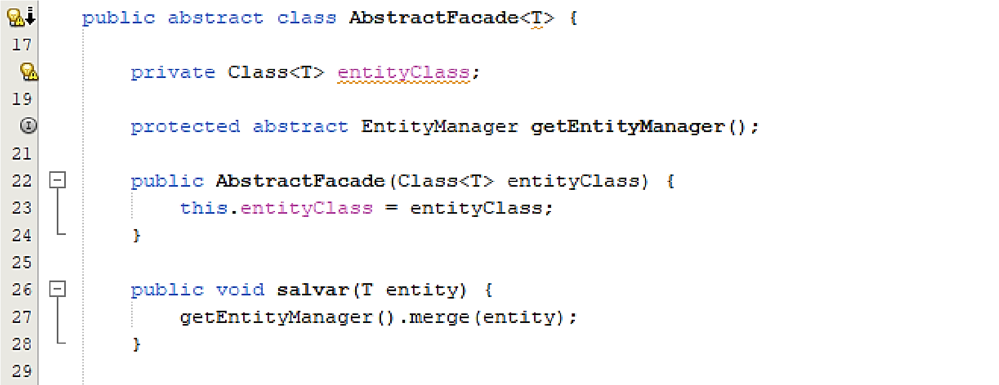 public abstract class AbstractFacade<T> {
17
private Class<T> entityClass;
19
protected abstract EntityManager getEntityManager();
21
22 public AbstractFacade(Class<T> entityClass) {
23 this.entityClass = entityClass;
24 }
25
26 public void salvar(T entity) {
27 getEntityManager().merge(entity);
28 }
29